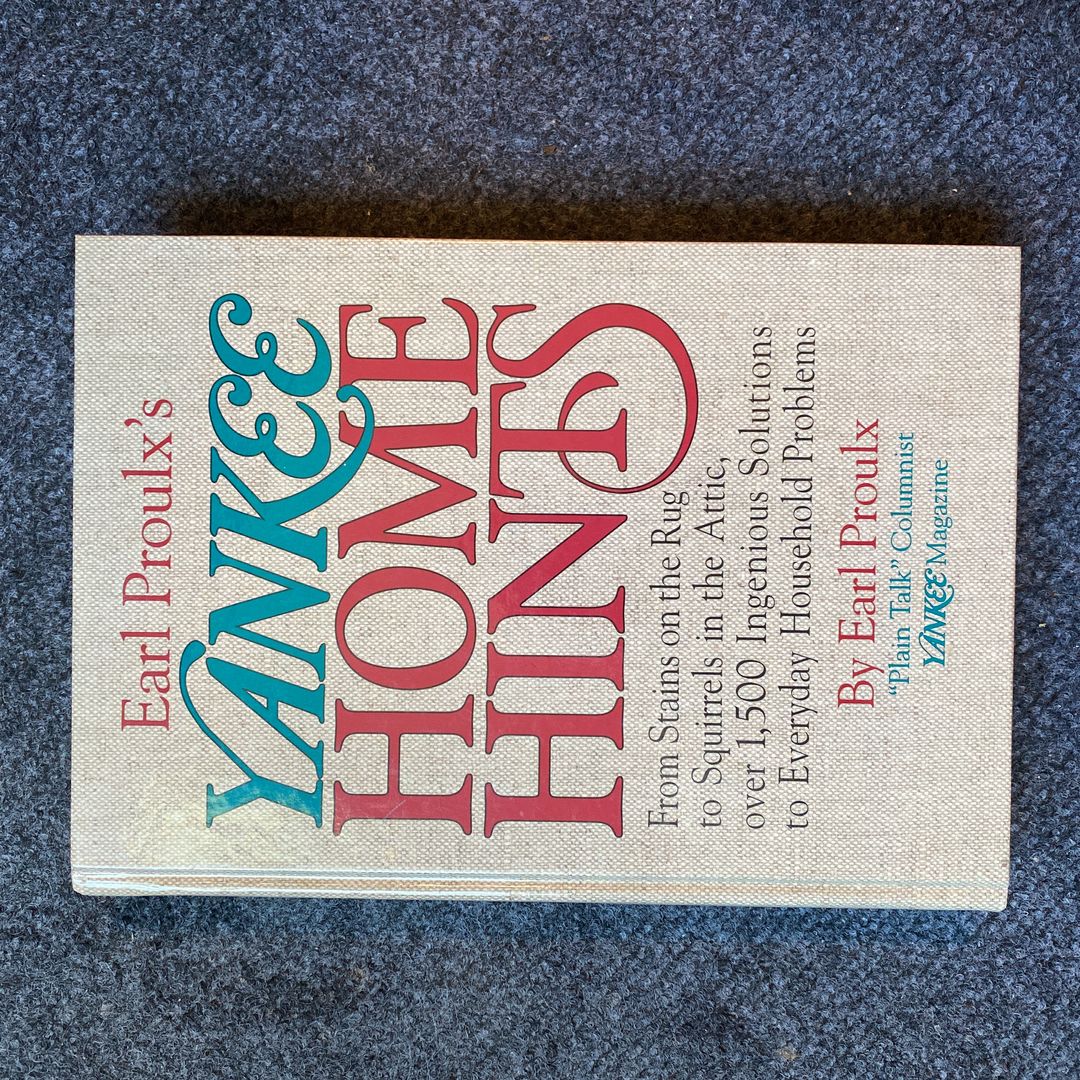 Earl Proulx's
YANKEE
HOME
HINTS
From Stains on the Rug
to Squirrels in the Attic,
over 1,500 Ingenious Solutions
to Everyday Household Problems
By Earl Proulx
"Plain Talk" Columnist
YANKEE Magazine